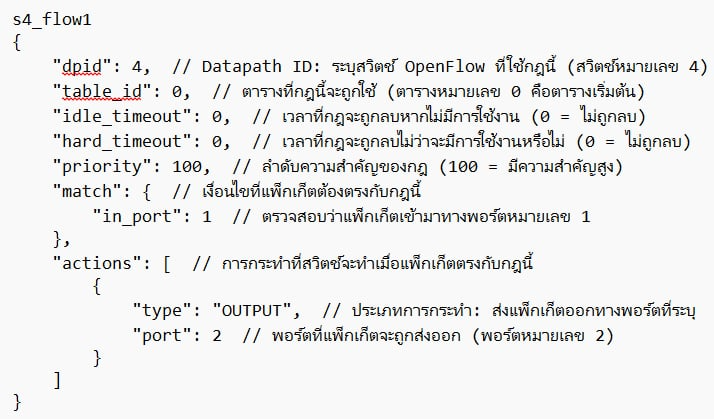 s4_flow1
{
    "dpid": 4,  // Datapath ID: ระบุสวิตช์ OpenFlow ที่ใช้กฎนี้ (สวิตช์หมายเลข 4)
    "table_id": 0,  // ตารางที่กฎนี้จะถูกใช้ (ตารางหมายเลข 0 คือตารางเริ่มต้น)
    "idle_timeout": 0,  // เวลาที่กฎจะถูกลบหากไม่มีการใช้งาน (0 = ไม่ถูกลบ)
    "hard_timeout": 0,  // เวลาที่กฎจะถูกลบไม่ว่าจะมีการใช้งานหรือไม่ (0 = ไม่ถูกลบ)
    "priority": 100,  // ลำดับความสำคัญของกฎ (100 = มีความสำคัญสูง)
    "match": {  // เงื่อนไขที่แพ็กเก็ตต้องตรงกับกฎนี้
        "in_port": 1  // ตรวจสอบว่าแพ็กเก็ตเข้ามาทางพอร์ตหมายเลข 1
    },
    "actions": [  // การกระทำที่สวิตช์จะทำเมื่อแพ็กเก็ตตรงกับกฎนี้
        {
            "type": "OUTPUT",  // ประเภทการกระทำ: ส่งแพ็กเก็ตออกทางพอร์ตที่ระบุ
            "port": 2  // พอร์ตที่แพ็กเก็ตจะถูกส่งออก (พอร์ตหมายเลข 2)
        }
    ]
}